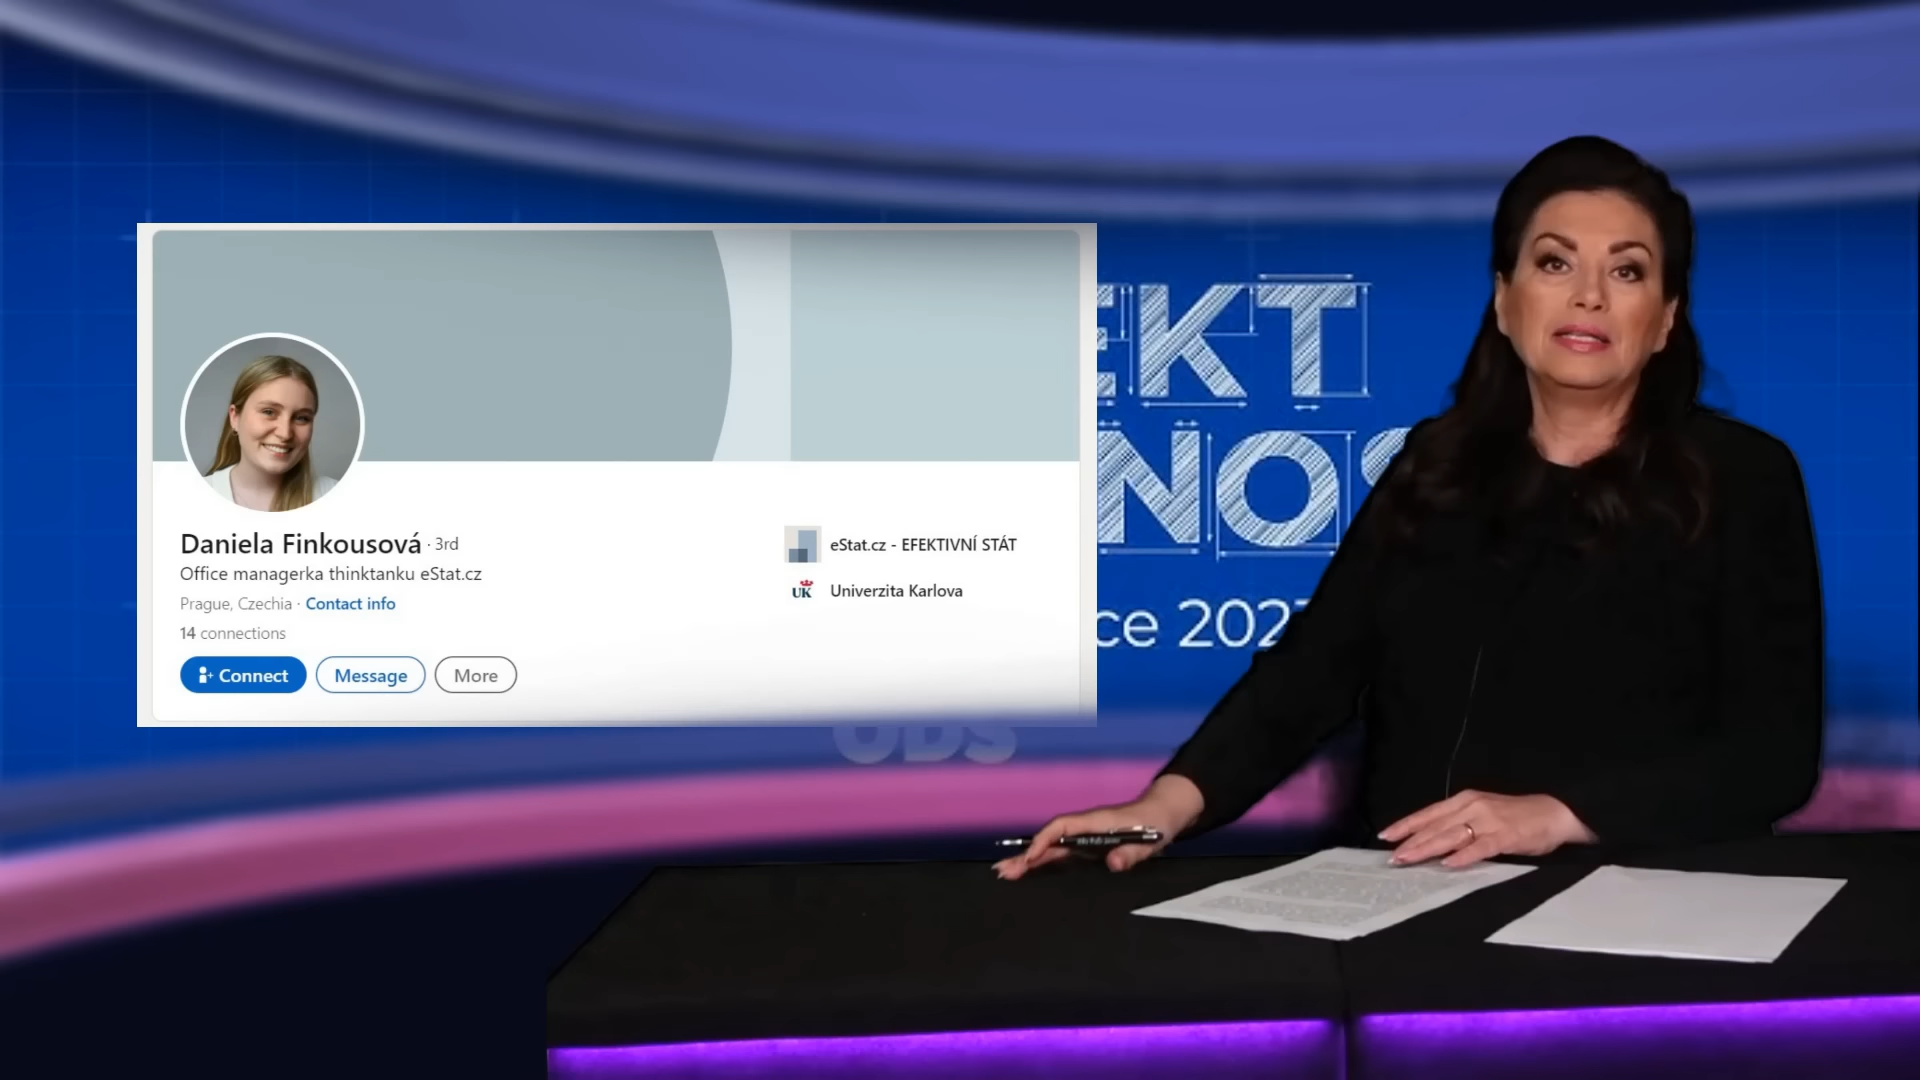 Daniela Finkousová · 3rd
Office managerka thinktanku eStat.cz
Prague, Czechia · Contact info
14 connections
Connect
Message
More
eStat.cz - EFEKTIVNÍ STÁT
UK
Univerzita Karlova
EKT
NOS
ce 202
ODS